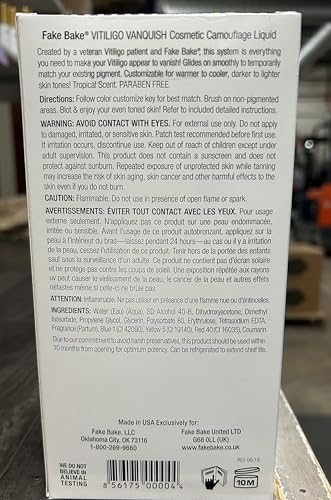 Fake Bake® VITILIGO VANQUISH Cosmetic Camouflage Liquid
Created by a veteran Vitiligo patient and Fake Bake®, this system is everything
you need to make your Vitiligo appear to vanish! Glides on smoothly to temporarily
match your existing pigment. Customizable for warmer to cooler, darker to lighter
skin tones! Tropical Scent. PARABEN FREE.
Directions: Follow color customize key for best match. Brush on non-pigmented
areas. Blot & enjoy your even toned skin! Refer to included detailed instructions.
WARNING: AVOID CONTACT WITH EYES. For external use only. Do not apply
to damaged, irritated, or sensitive skin. Patch test recommended before first use.
If irritation occurs, discontinue use. Keep out of reach of children except under
adult supervision. This product does not contain a sunscreen and does not
protect against sunburn. Repeated exposure of unprotected skin while tanning
may increase the risk of skin aging, skin cancer and other harmful effects to the
skin even if you do not burn.
CAUTION: Flammable. Do not use in presence of open flame or spark.
AVERTISSEMENTS: ÉVITER TOUT CONTACT AVEC LES YEUX. Pour usage
externe seulement. N'appliquez pas ce produit sur une peau endommagée,
irritée ou sensible. Avant d'usage ce produit autobronzant, appliquez sur la
peau à l'intérieur du bras—laissez pendant 24 hours—au cas où il y a irritation
de la peau, cessez l'utilisation de ce produit. Tenir hors de la portée des enfants
sauf sous la surveillance d'un adulte. Ce produit ne contient pas d'écran solaire
et ne protège pas contre les coups de soleil. Une exposition répétée aux rayons
uv peut causer le vieillissement de la peau, le cancer de la peau et autres effets
néfastes même si celle-ci ne brûle pas.
ATTENTION: Inflammable. Ne pas utiliser en présence d'une flamme nue ou d'étincelles.
INGREDIENTS: Water (Eau) (Aqua), SD Alcohol 40-B, Dihydroxyacetone, Dimethyl
Isosorbide, Propylene Glycol, Glycerin, Polysorbate 80, Erythrulose, Tetrasodium EDTA,
Fragrance (Parfum), Blue 1 (CI 42090), Yellow 5 (CI 19140), Red 40 (CI 16035), Coumarin
Due to our commitment to avoid harsh preservatives, this product should be used within
10 months from opening for optimum potency. Can be refrigerated to extend shelf life.
Made in USA Exclusively for:
Fake Bake, LLC
Oklahoma City, OK 73116
1-800-269-9660
Fake Bake United LTD
G68 0LL (UK)
www.fakebake.co.uk
REV 06/19
WE DO NOT
BELIEVE IN
ANIMAL
TESTING
8 56175 00004 4
10M